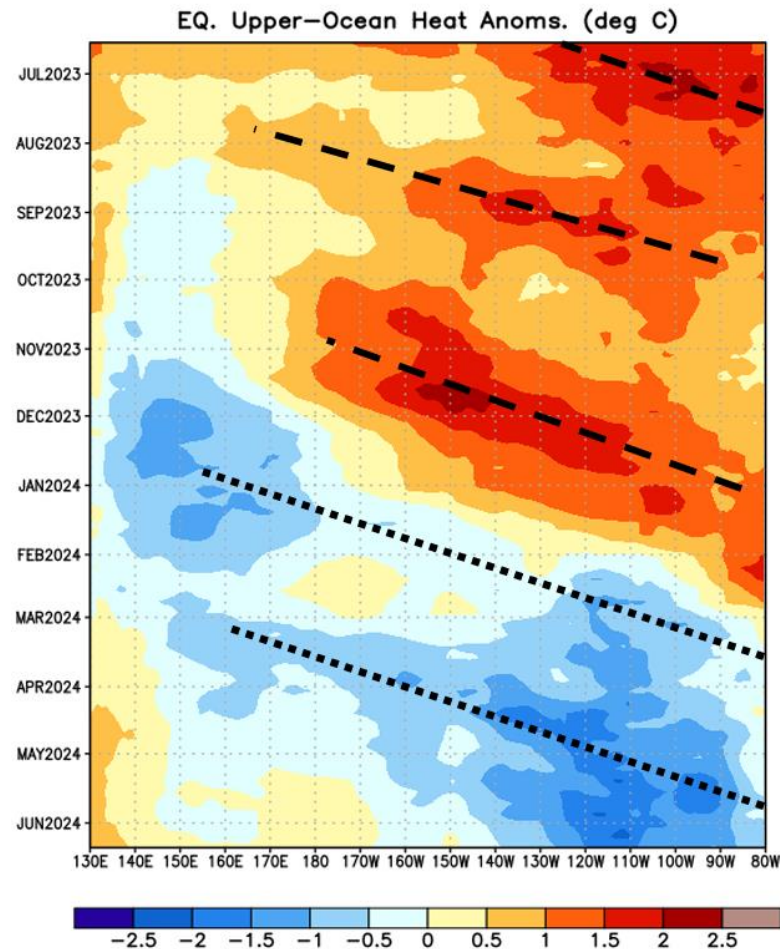 EQ. Upper-Ocean Heat Anoms. (deg C)
JUL2023
AUG2023
SEP2023
OCT2023
NOV2023
DEC2023
JAN2024
FEB2024
MAR2024
APR2024
MAY2024
JUN2024
130E 140E 150E 160E 170E 180 170W 160W 150W 140W 130W 120W 110W 100W 90W 80W
-2.5 -2 -1.5 -1 -0.5 0 0.5 1 1.5 2 2.5